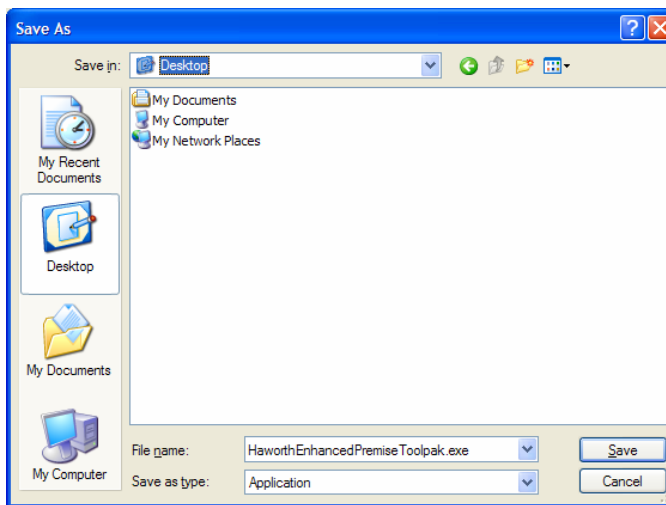 Save As
Save in:
Desktop
My Documents
My Computer
My Network Places
My Recent
Documents
Desktop
My Documents
My Computer
File name:
HaworthEnhancedPremiseToolpak.exe
Save
Save as type:
Application
Cancel